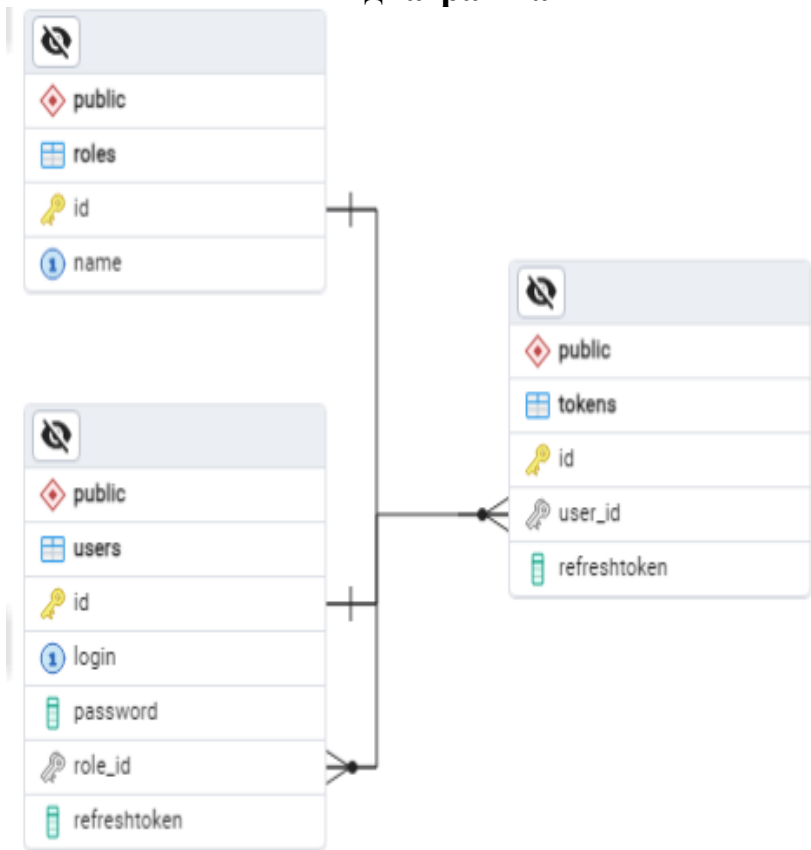 public
roles
id
name
public
users
id
login
password
role_id
refreshtoken
public
tokens
id
user_id
refreshtoken